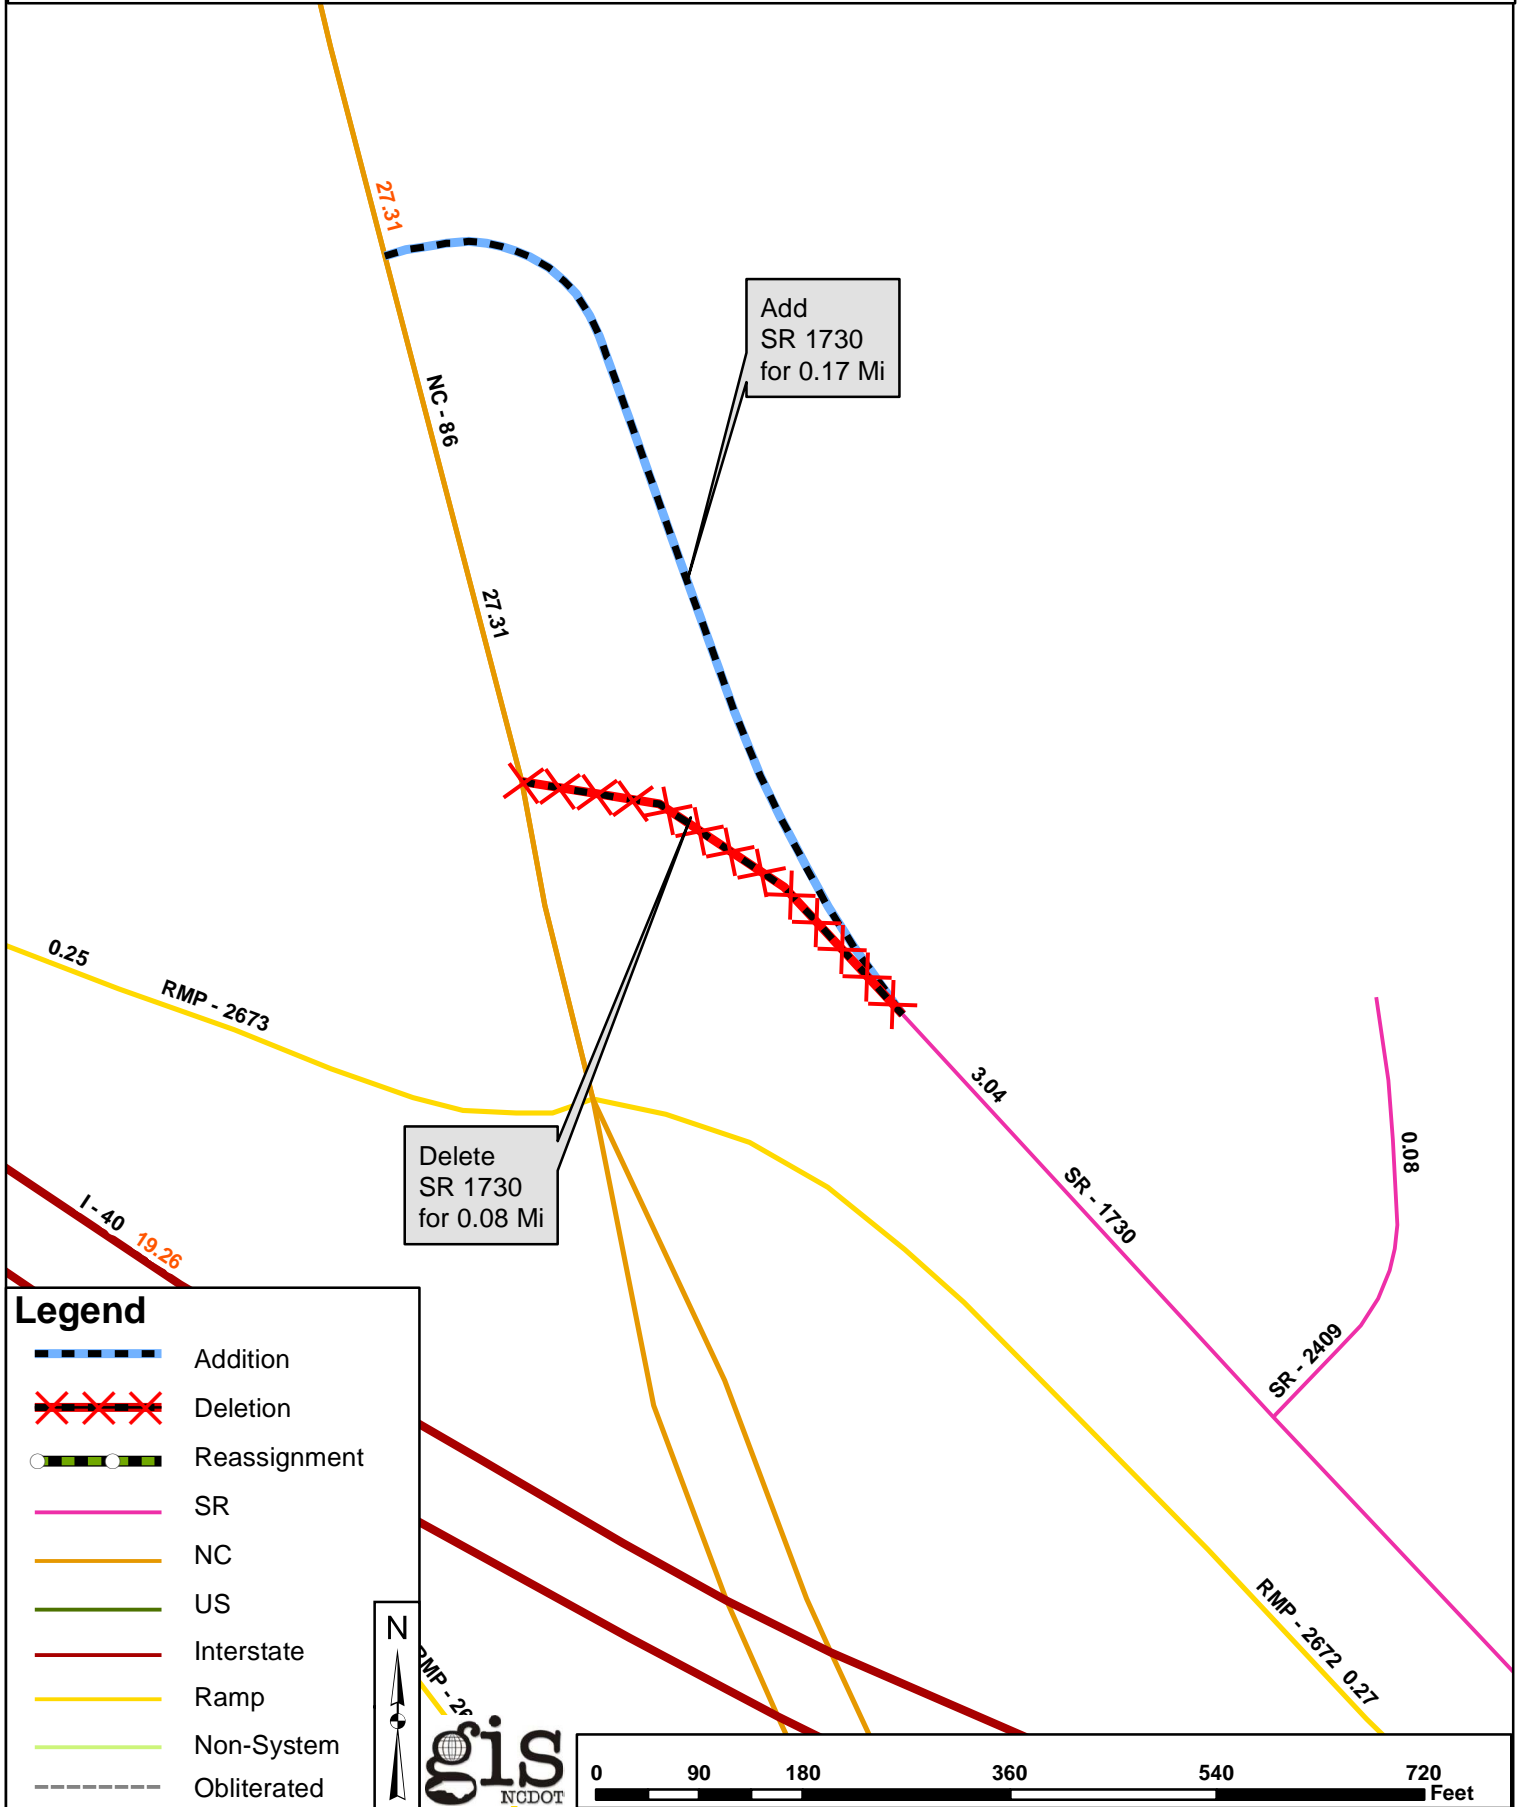 27.31
Add
SR 1730
for 0.17 Mi
NC - 86
27.31
0.25
RMP - 2673
3.04
SR - 1730
0.08
SR - 2409
Delete
SR 1730
for 0.08 Mi
I - 40 19.26
Legend
Addition
Deletion
Reassignment
SR
NC
US
Interstate
Ramp
Non-System
Obliterated
N
gis
NCDOT
RMP - 2672 0.27
0 90 180 360 540 720
Feet